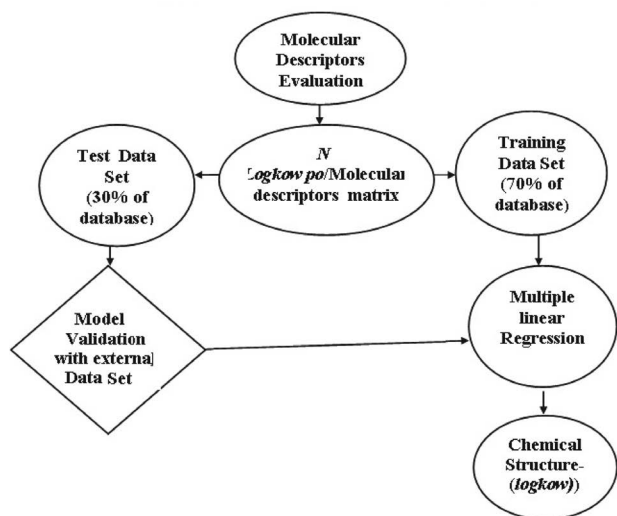 Molecular
Descriptors
Evaluation
N
Logkow po/Molecular
descriptors matrix
Test Data
Set
(30% of
database)
Training
Data Set
(70% of
database)
Model
Validation
with external
Data Set
Multiple
linear
Regression
Chemical
Structure-
(logkow))